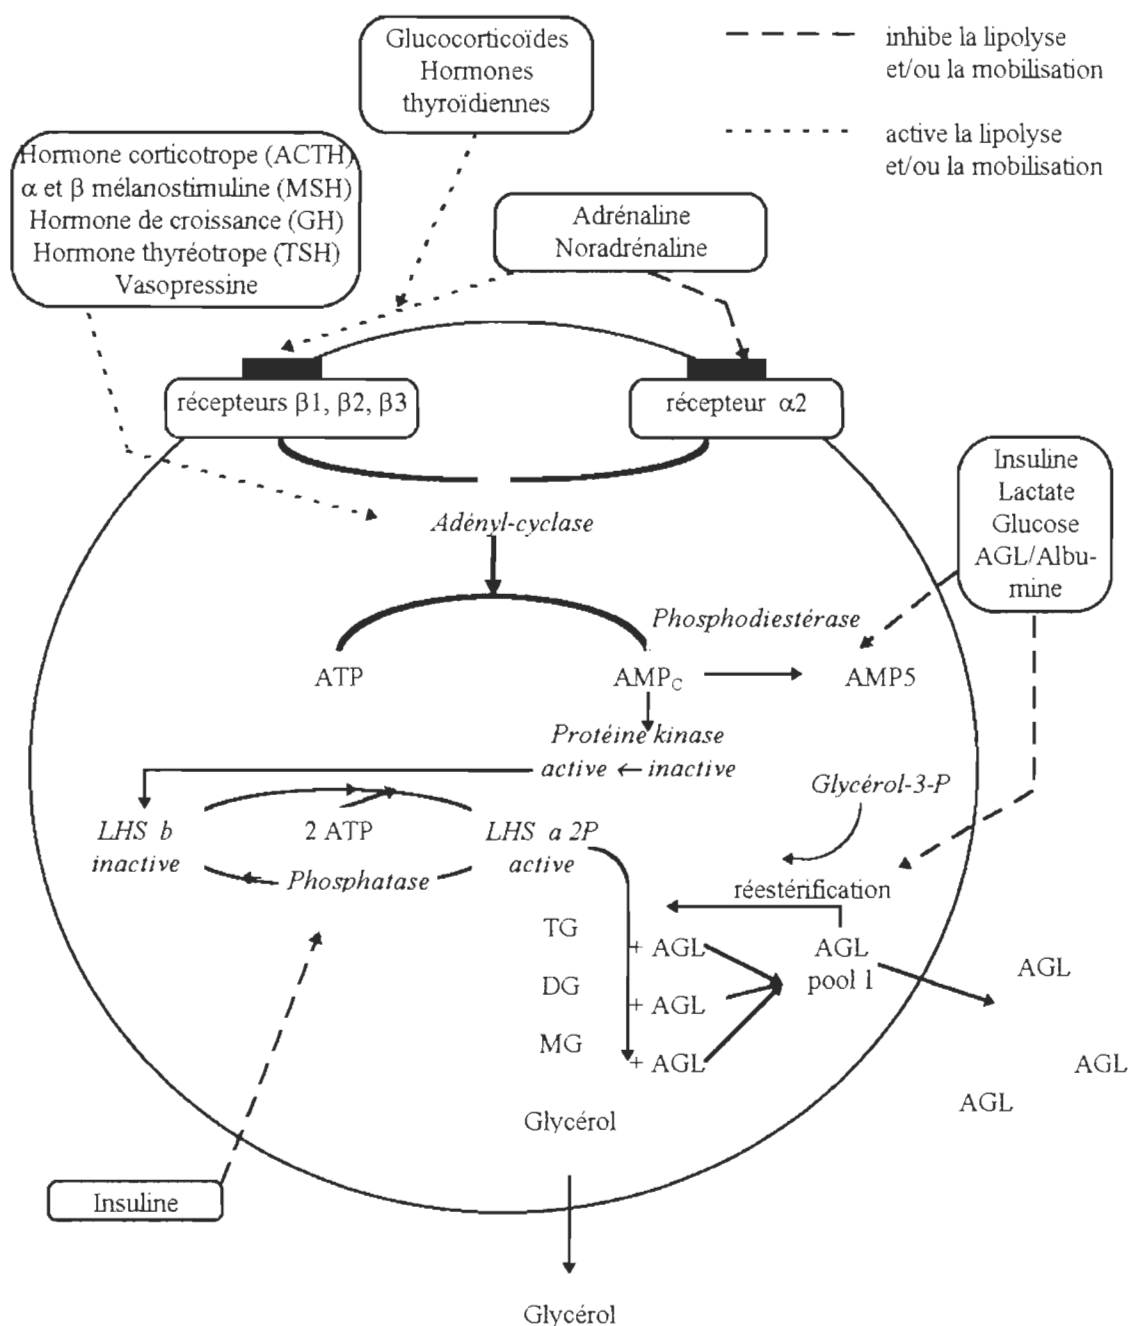 Glucocorticoïdes
Hormones
thyroïdiennes
inhibe la lipolyse
et/ou la mobilisation
active la lipolyse
et/ou la mobilisation
Hormone corticotrope (ACTH)
α et β mélanostimuline (MSH)
Hormone de croissance (GH)
Hormone thyréotrope (TSH)
Vasopressine
Adrénaline
Noradrénaline
récepteurs β1, β2, β3
récepteur α2
Insuline
Lactate
Glucose
AGL/Albu-
mine
Adényl-cyclase
Phosphodiestérase
ATP
AMPC
AMP5
Protéine kinase
active ← inactive
Glycérol-3-P
LHS b
inactive
2 ATP
LHS a 2P
active
Phosphatase
réestérification
TG
+ AGL
AGL
pool 1
AGL
DG
+ AGL
MG
+ AGL
AGL
AGL
Glycérol
Insuline
Glycérol